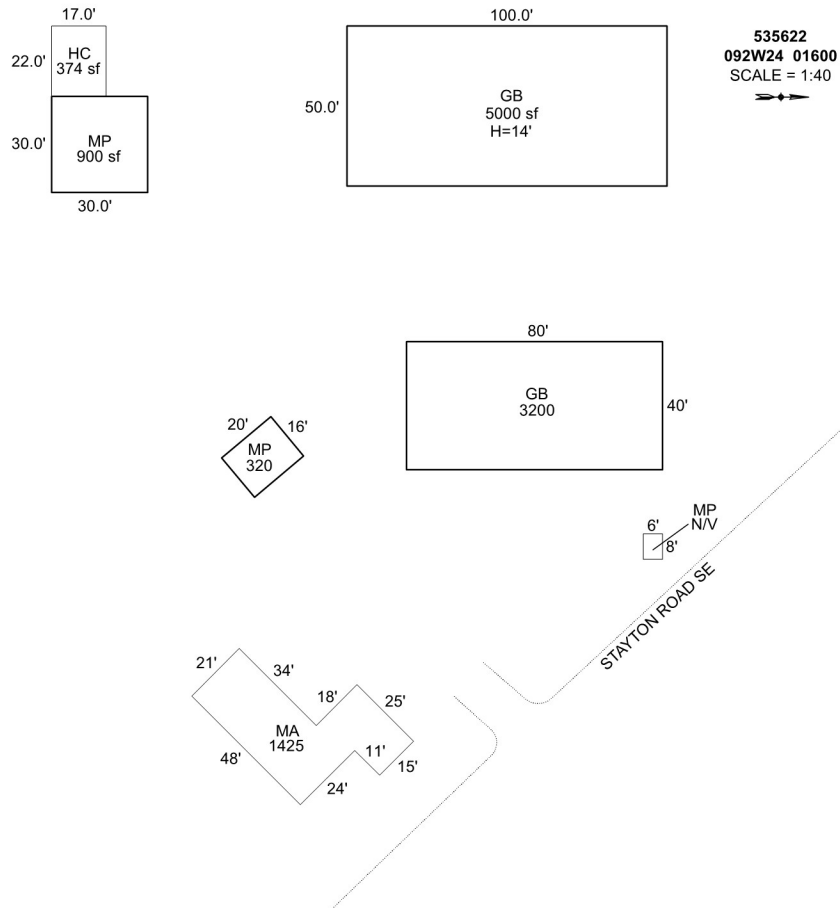 17.0'
22.0'
HC
374 sf
30.0'
MP
900 sf
30.0'
100.0'
50.0'
GB
5000 sf
H=14'
535622
092W24 01600
SCALE = 1:40
80'
GB
3200
40'
20'
16'
MP
320
MP
N/V
6'
8'
STAYTON ROAD SE
21'
34'
18'
25'
MA
1425
11'
15'
48'
24'